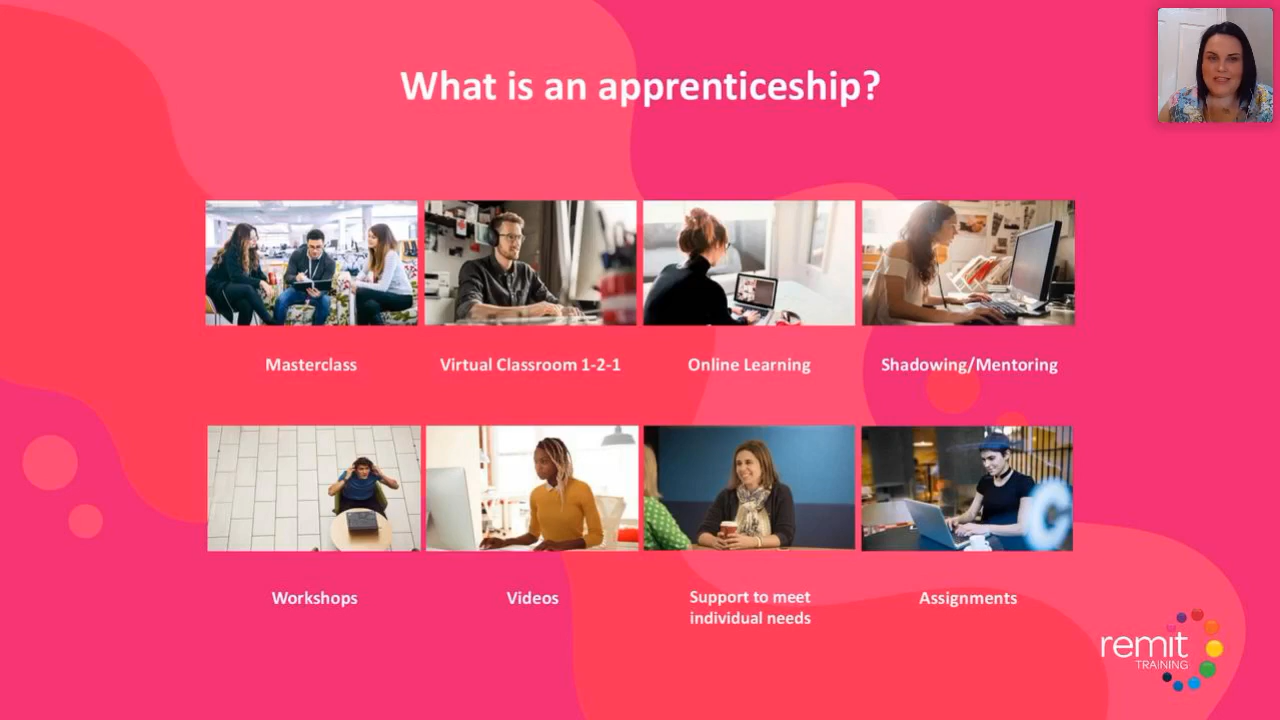 What is an apprenticeship?
Masterclass
Virtual Classroom 1-2-1
Online Learning
Shadowing/Mentoring
Workshops
Videos
Support to meet
individual needs
Assignments
remit
TRAINING